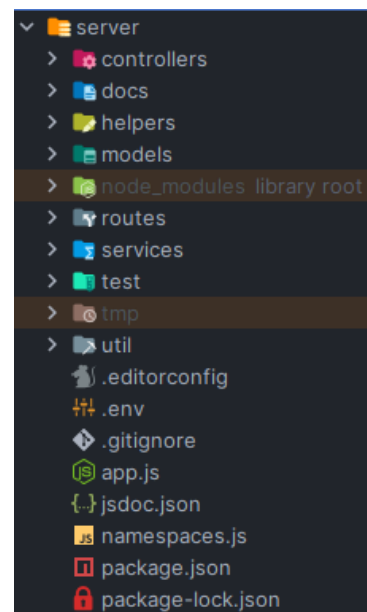 server
controllers
docs
helpers
models
node_modules library root
routes
services
test
tmp
util
.editorconfig
.env
.gitignore
app.js
jsdoc.json
namespaces.js
package.json
package-lock.json